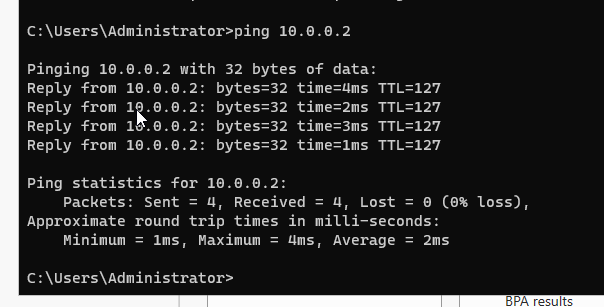 C:\Users\Administrator>ping 10.0.0.2
Pinging 10.0.0.2 with 32 bytes of data:
Reply from 10.0.0.2: bytes=32 time=4ms TTL=127
Reply from 10.0.0.2: bytes=32 time=2ms TTL=127
Reply from 10.0.0.2: bytes=32 time=3ms TTL=127
Reply from 10.0.0.2: bytes=32 time=1ms TTL=127
Ping statistics for 10.0.0.2:
    Packets: Sent = 4, Received = 4, Lost = 0 (0% loss),
Approximate round trip times in milli-seconds:
    Minimum = 1ms, Maximum = 4ms, Average = 2ms
C:\Users\Administrator>
BPA results